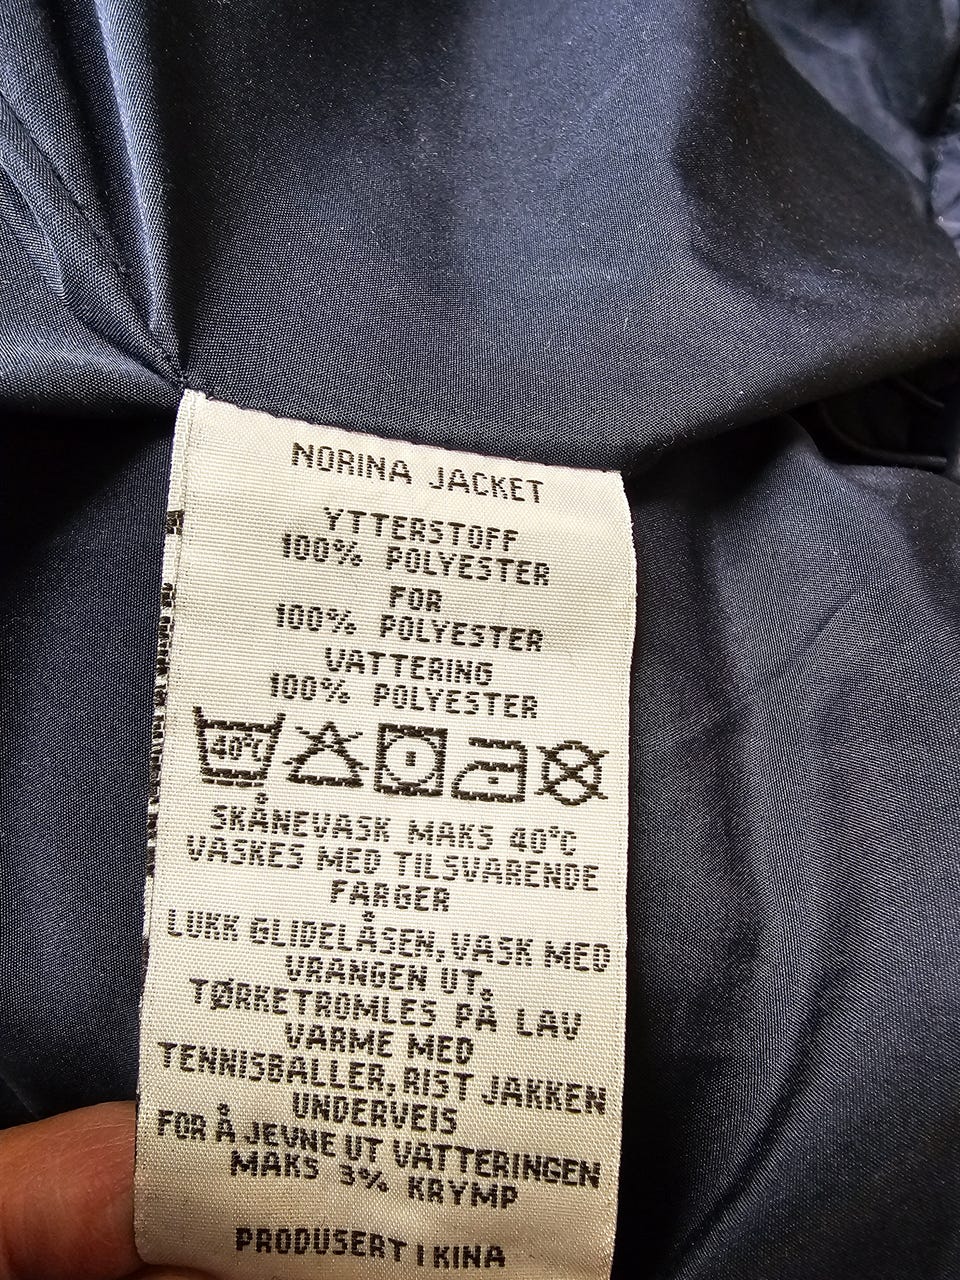 NORINA JACKET
YTTERSTOFF
100% POLYESTER
FOR
100% POLYESTER
VATTERING
100% POLYESTER
40°C
SKÅNEVASK MAKS 40°C
VASKES MED TILSVARENDE
FARGER
LUKK GLIDELÅSEN, VASK MED
VRANGEN UT.
TØRKETROMLES PÅ LAV
VARME MED
TENNISBALLER, RIST JAKKEN
UNDERVEIS
FOR Å JEVNE UT VATTERINGEN
MAKS 3% KRYMP
PRODUSERT I KINA